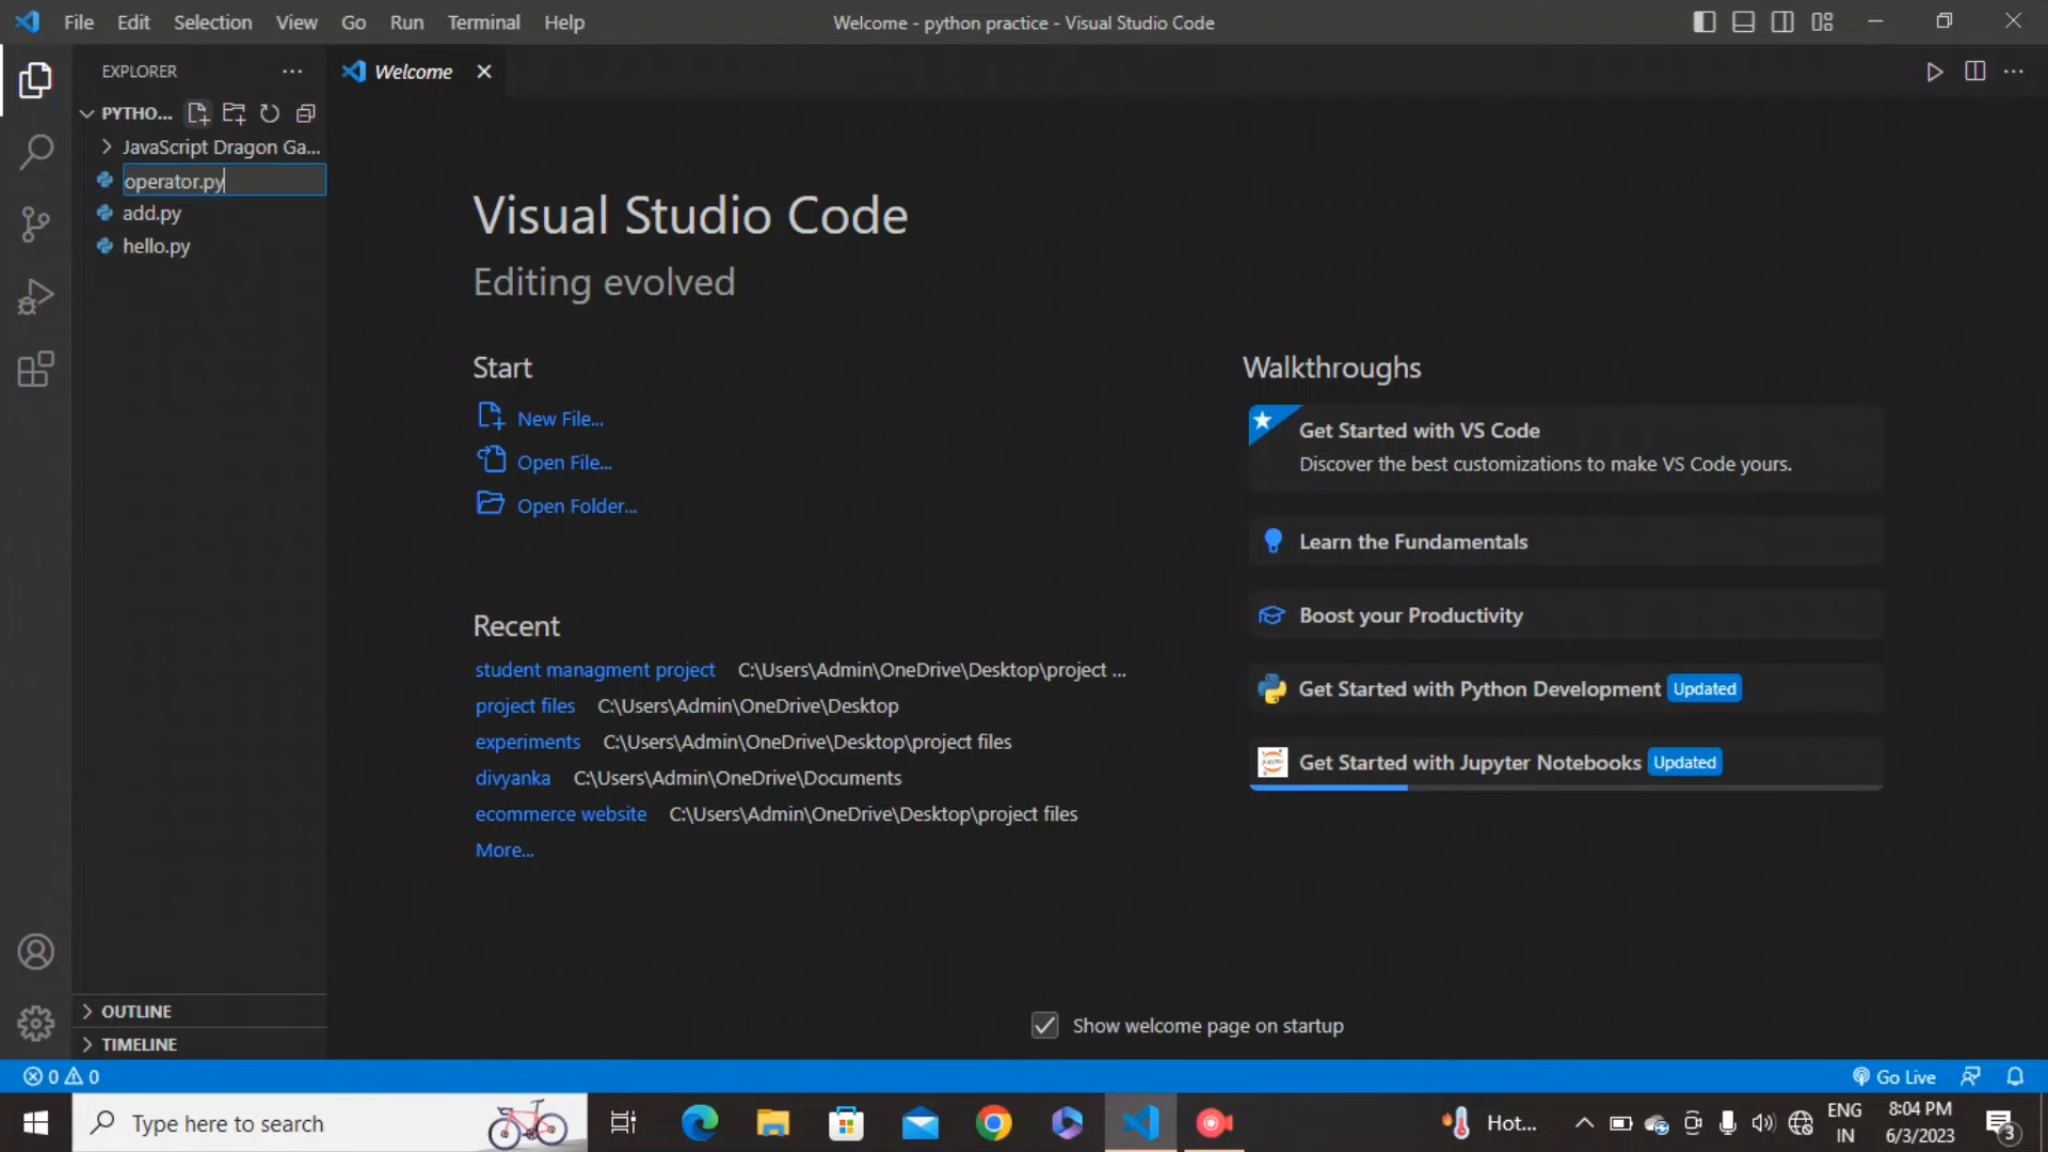 File Edit Selection View Go Run Terminal Help Welcome - python practice - Visual Studio Code
EXPLORER
Welcome
PYTHO...
JavaScript Dragon Ga...
operator.py
add.py
hello.py
OUTLINE
TIMELINE
Visual Studio Code
Editing evolved
Start
New File...
Open File...
Open Folder...
Recent
student managment project C:\Users\Admin\OneDrive\Desktop\project ...
project files C:\Users\Admin\OneDrive\Desktop
experiments C:\Users\Admin\OneDrive\Desktop\project files
divyanka C:\Users\Admin\OneDrive\Documents
ecommerce website C:\Users\Admin\OneDrive\Desktop\project files
More...
Walkthroughs
Get Started with VS Code
Discover the best customizations to make VS Code yours.
Learn the Fundamentals
Boost your Productivity
Get Started with Python Development Updated
Get Started with Jupyter Notebooks Updated
Show welcome page on startup
0 0
Go Live
Type here to search
Hot...
ENG
IN
8:04 PM
6/3/2023
3